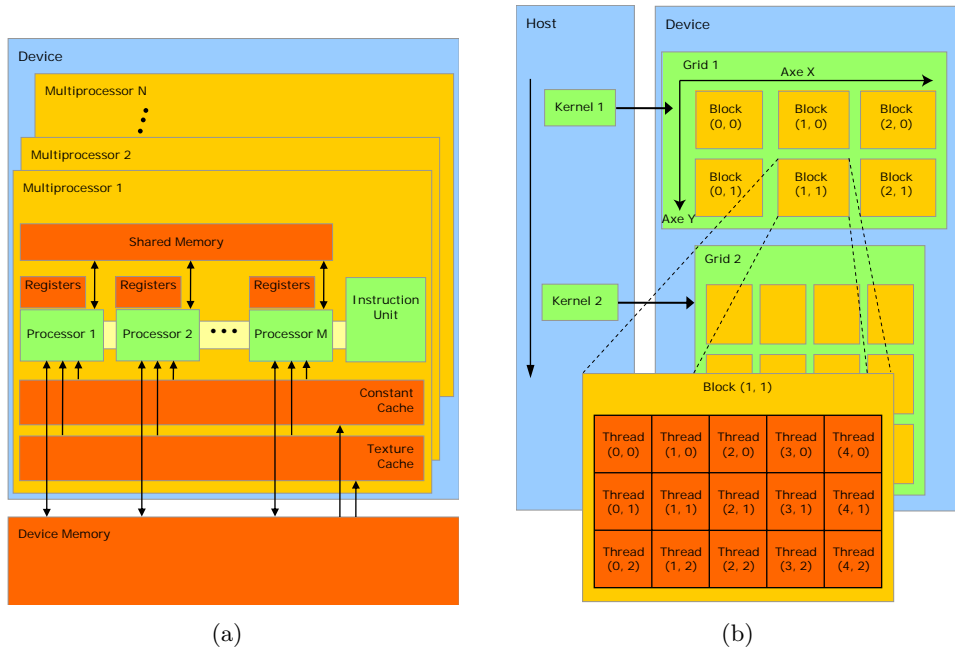 Device
Multiprocessor N
Multiprocessor 2
Multiprocessor 1
Shared Memory
Registers
Registers
Registers
Instruction
Unit
Processor 1
Processor 2
Processor M
Constant
Cache
Texture
Cache
Device Memory
(a)
Host
Device
Grid 1
Axe X
Kernel 1
Block
(0, 0)
Block
(1, 0)
Block
(2, 0)
Block
(0, 1)
Block
(1, 1)
Block
(2, 1)
Axe Y
Grid 2
Kernel 2
Block (1, 1)
Thread
(0, 0)
Thread
(1, 0)
Thread
(2, 0)
Thread
(3, 0)
Thread
(4, 0)
Thread
(0, 1)
Thread
(1, 1)
Thread
(2, 1)
Thread
(3, 1)
Thread
(4, 1)
Thread
(0, 2)
Thread
(1, 2)
Thread
(2, 2)
Thread
(3, 2)
Thread
(4, 2)
(b)